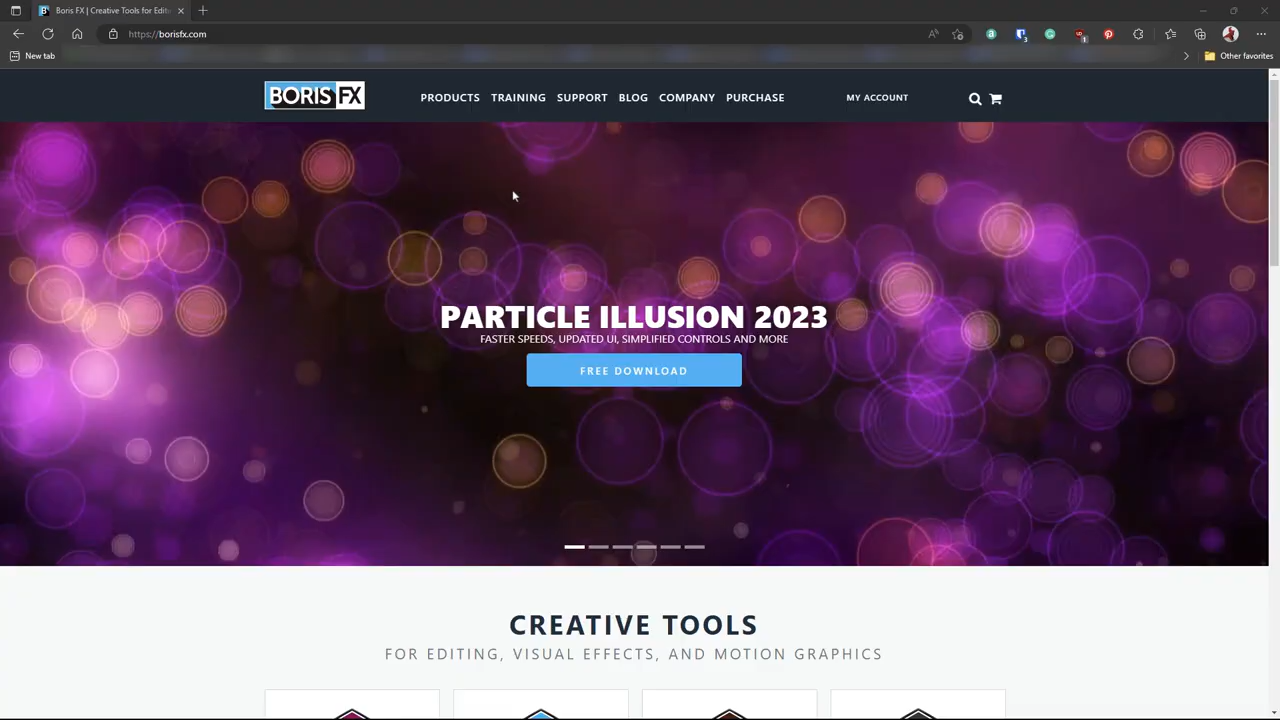 Boris FX | Creative Tools for Edit
https://borisfx.com
3
1
New tab
Other favorites
BORIS FX
PRODUCTS TRAINING SUPPORT BLOG COMPANY PURCHASE MY ACCOUNT
PARTICLE ILLUSION 2023
FASTER SPEEDS, UPDATED UI, SIMPLIFIED CONTROLS AND MORE
FREE DOWNLOAD
CREATIVE TOOLS
FOR EDITING, VISUAL EFFECTS, AND MOTION GRAPHICS